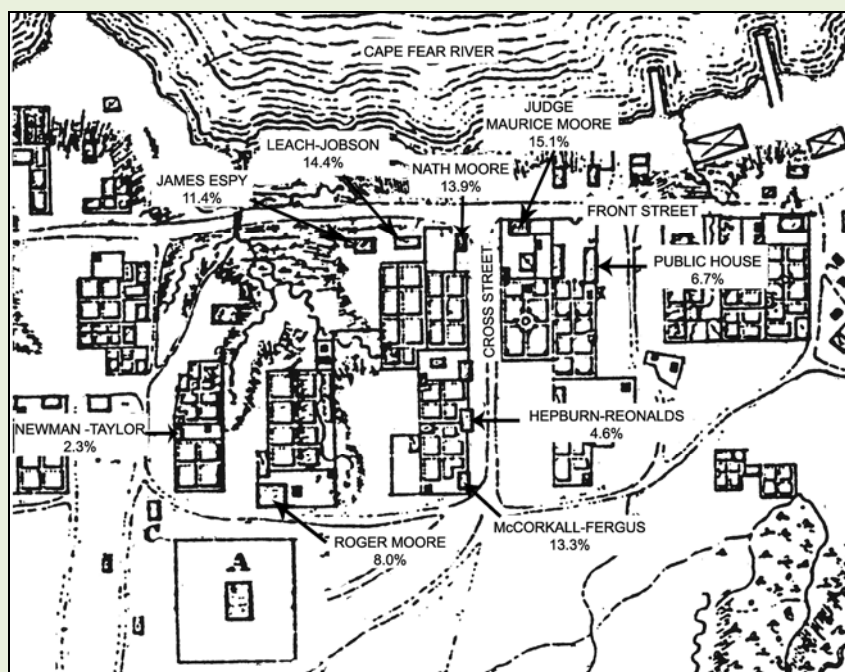 CAPE FEAR RIVER
JUDGE
MAURICE MOORE
15.1%
LEACH-JOBSON
14.4%
NATH MOORE
13.9%
JAMES ESPY
11.4%
FRONT STREET
PUBLIC HOUSE
6.7%
CROSS STREET
HEPBURN-REONALDS
4.6%
NEWMAN -TAYLOR
2.3%
McCORKALL-FERGUS
13.3%
ROGER MOORE
8.0%
C
A